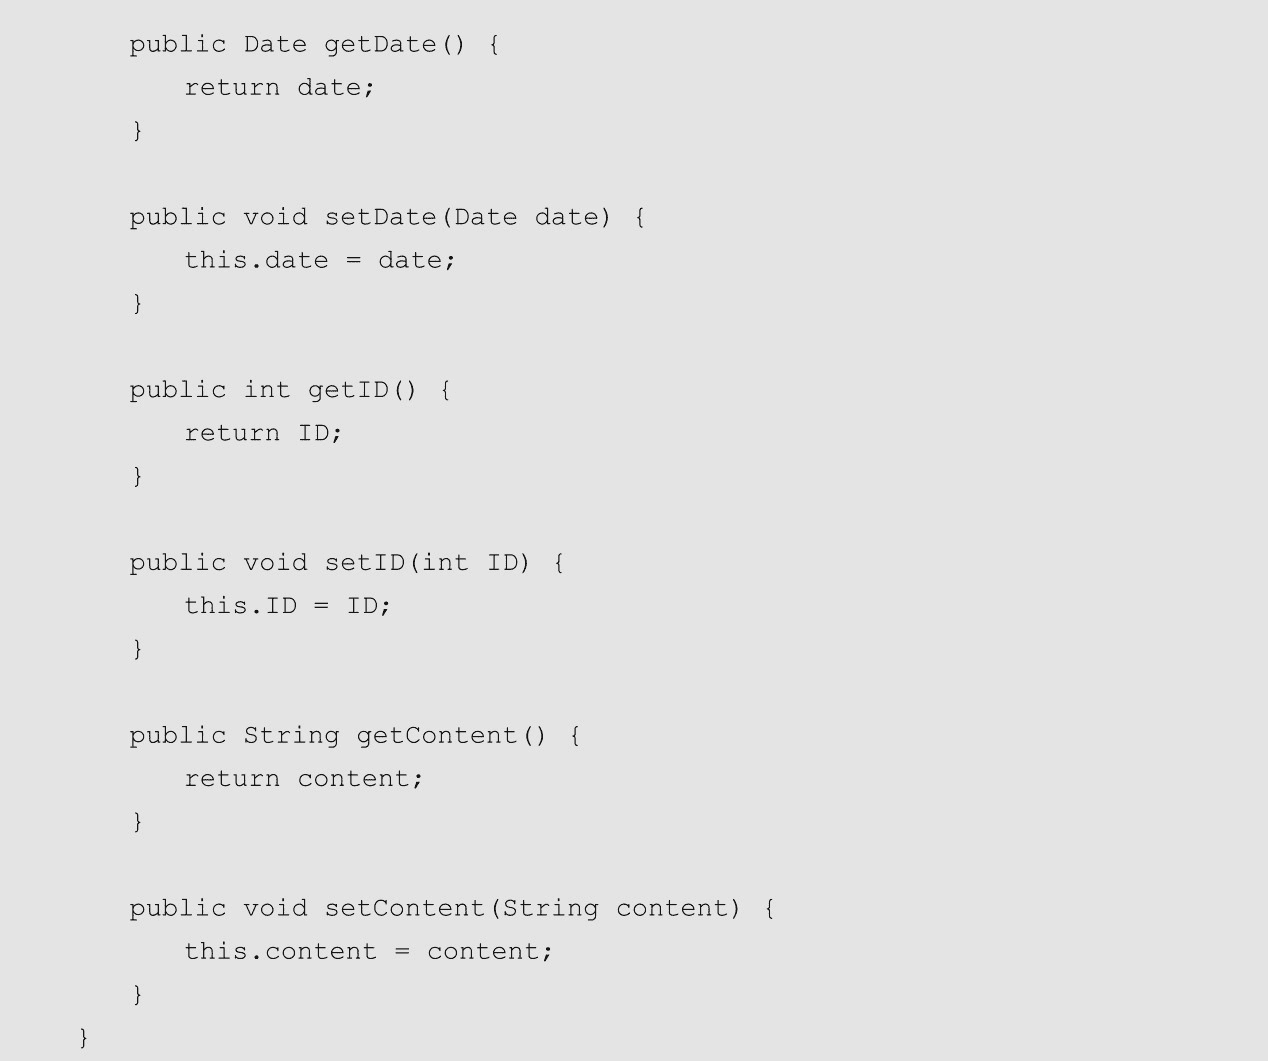 public Date getDate() {
return date;
}
public void setDate(Date date) {
this.date = date;
}
public int getID() {
return ID;
}
public void setID(int ID) {
this.ID = ID;
}
public String getContent() {
return content;
}
public void setContent(String content) {
this.content = content;
}
}